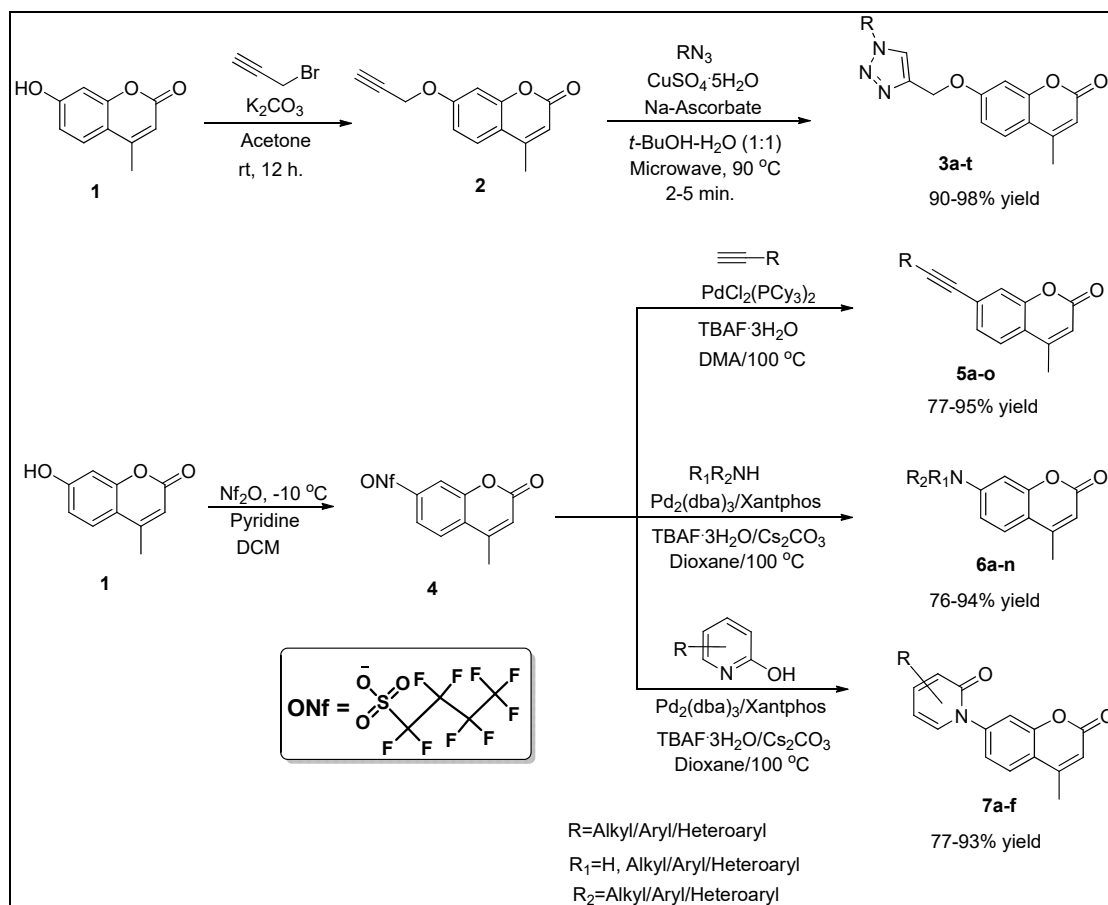 HO
O
O
1
Br
K2CO3
Acetone
rt, 12 h.
O
O
O
2
RN3
CuSO4·5H2O
Na-Ascorbate
t-BuOH-H2O (1:1)
Microwave, 90 °C
2-5 min.
R
N
N
N
O
O
O
3a-t
90-98% yield
R
PdCl2(PCy3)2
TBAF·3H2O
DMA/100 °C
R
O
O
5a-o
77-95% yield
HO
O
O
1
Nf2O, -10 °C
Pyridine
DCM
ONf
O
O
4
R1R2NH
Pd2(dba)3/Xantphos
TBAF·3H2O/Cs2CO3
Dioxane/100 °C
R2R1N
O
O
6a-n
76-94% yield
R
N
OH
Pd2(dba)3/Xantphos
TBAF·3H2O/Cs2CO3
Dioxane/100 °C
R
O
N
O
O
7a-f
77-93% yield
ONf =
O-
S
O
O
F F F F F
F F F F
R=Alkyl/Aryl/Heteroaryl
R1=H, Alkyl/Aryl/Heteroaryl
R2=Alkyl/Aryl/Heteroaryl